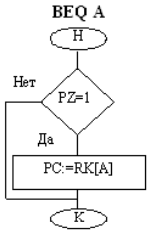 BEQ A
Н
Нет
PZ=1
Да
PC:=RK[A]
К